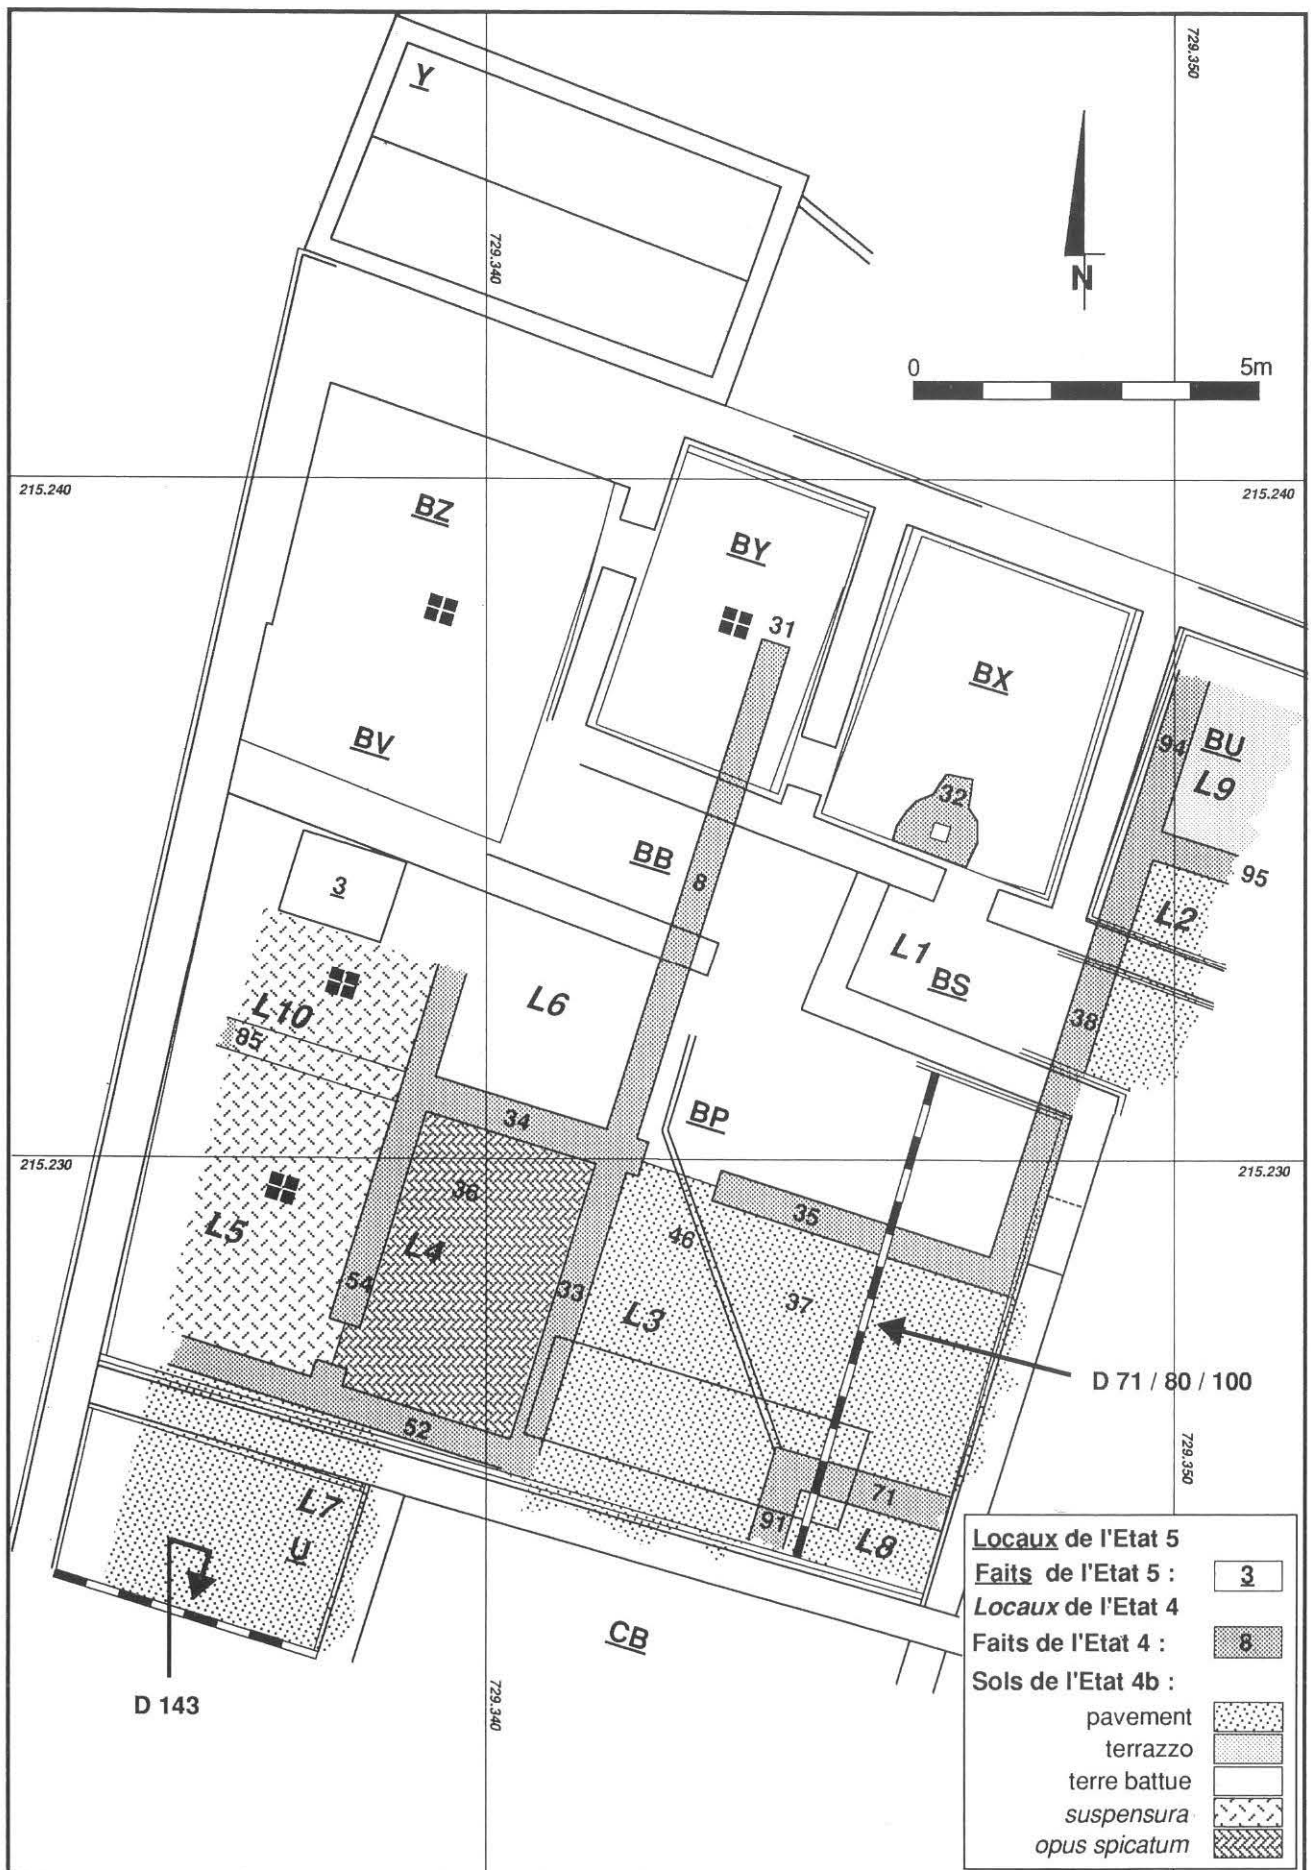 Y
729.350
729.340
N
0 5m
215.240
215.240
BZ
BY
31
BX
BV
BU
94
L9
32
BB
8
95
3
L2
L1
BS
L6
L10
38
85
BP
34
215.230
215.230
36
35
46
L5
L4
37
54
33
L3
D 71 / 80 / 100
52
729.350
71
L7
91
L8
U
CB
D 143
729.340
Locaux de l'Etat 5
Faits de l'Etat 5 : 3
Locaux de l'Etat 4
Faits de l'Etat 4 : 8
Sols de l'Etat 4b :
pavement
terrazzo
terre battue
suspensura
opus spicatum